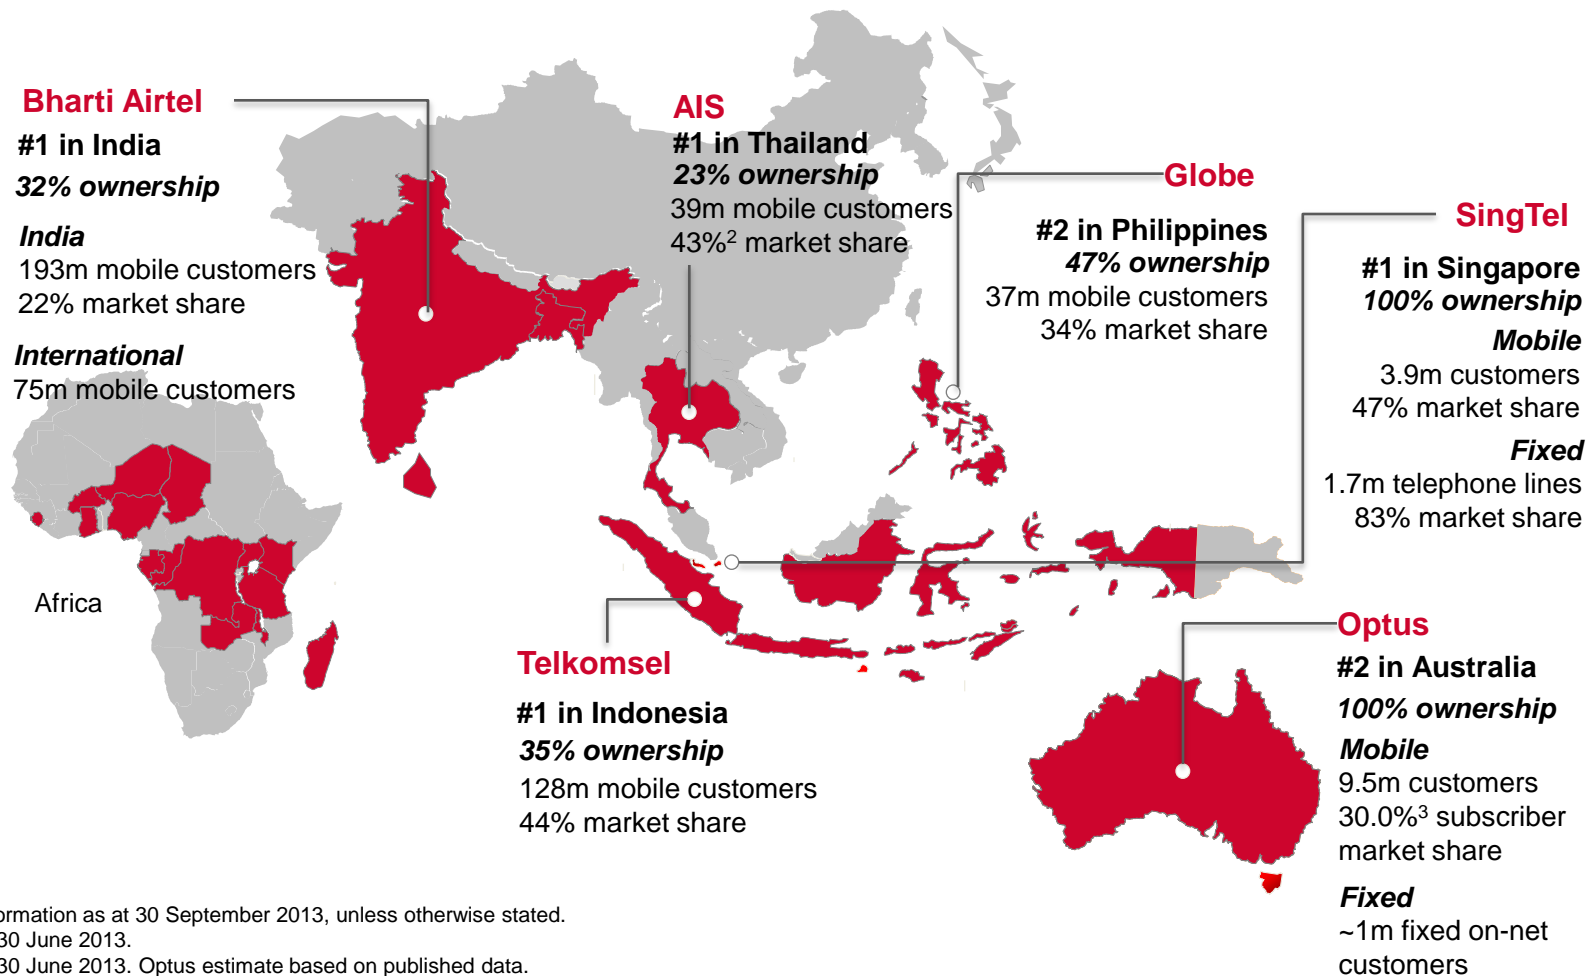 Bharti Airtel
#1 in India
32% ownership
India
193m mobile customers
22% market share
International
75m mobile customers
AIS
#1 in Thailand
23% ownership
39m mobile customers
43%² market share
Globe
#2 in Philippines
47% ownership
37m mobile customers
34% market share
SingTel
#1 in Singapore
100% ownership
Mobile
3.9m customers
47% market share
Fixed
1.7m telephone lines
83% market share
Africa
Telkomsel
#1 in Indonesia
35% ownership
128m mobile customers
44% market share
Optus
#2 in Australia
100% ownership
Mobile
9.5m customers
30.0%³ subscriber
market share
Fixed
~1m fixed on-net
customers
ormation as at 30 September 2013, unless otherwise stated.
30 June 2013.
30 June 2013. Optus estimate based on published data.